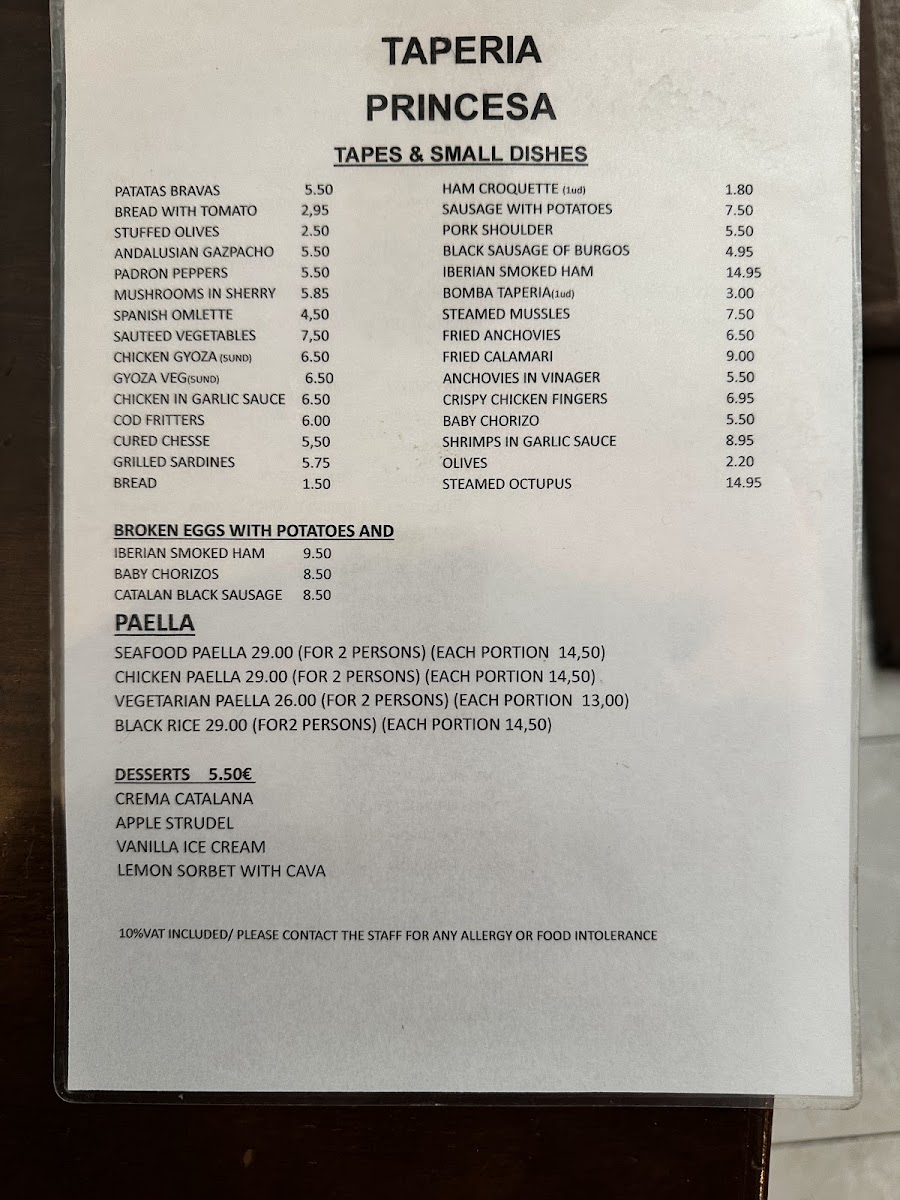 TAPERIA
PRINCESA
TAPES & SMALL DISHES
PATATAS BRAVAS 5.50
BREAD WITH TOMATO 2,95
STUFFED OLIVES 2.50
ANDALUSIAN GAZPACHO 5.50
PADRON PEPPERS 5.50
MUSHROOMS IN SHERRY 5.85
SPANISH OMLETTE 4,50
SAUTEED VEGETABLES 7,50
CHICKEN GYOZA (5UND) 6.50
GYOZA VEG(5UND) 6.50
CHICKEN IN GARLIC SAUCE 6.50
COD FRITTERS 6.00
CURED CHESSE 5,50
GRILLED SARDINES 5.75
BREAD 1.50
HAM CROQUETTE (1ud) 1.80
SAUSAGE WITH POTATOES 7.50
PORK SHOULDER 5.50
BLACK SAUSAGE OF BURGOS 4.95
IBERIAN SMOKED HAM 14.95
BOMBA TAPERIA(1ud) 3.00
STEAMED MUSSLES 7.50
FRIED ANCHOVIES 6.50
FRIED CALAMARI 9.00
ANCHOVIES IN VINAGER 5.50
CRISPY CHICKEN FINGERS 6.95
BABY CHORIZO 5.50
SHRIMPS IN GARLIC SAUCE 8.95
OLIVES 2.20
STEAMED OCTUPUS 14.95
BROKEN EGGS WITH POTATOES AND
IBERIAN SMOKED HAM 9.50
BABY CHORIZOS 8.50
CATALAN BLACK SAUSAGE 8.50
PAELLA
SEAFOOD PAELLA 29.00 (FOR 2 PERSONS) (EACH PORTION 14,50)
CHICKEN PAELLA 29.00 (FOR 2 PERSONS) (EACH PORTION 14,50)
VEGETARIAN PAELLA 26.00 (FOR 2 PERSONS) (EACH PORTION 13,00)
BLACK RICE 29.00 (FOR2 PERSONS) (EACH PORTION 14,50)
DESSERTS 5.50€
CREMA CATALANA
APPLE STRUDEL
VANILLA ICE CREAM
LEMON SORBET WITH CAVA
10%VAT INCLUDED/ PLEASE CONTACT THE STAFF FOR ANY ALLERGY OR FOOD INTOLERANCE